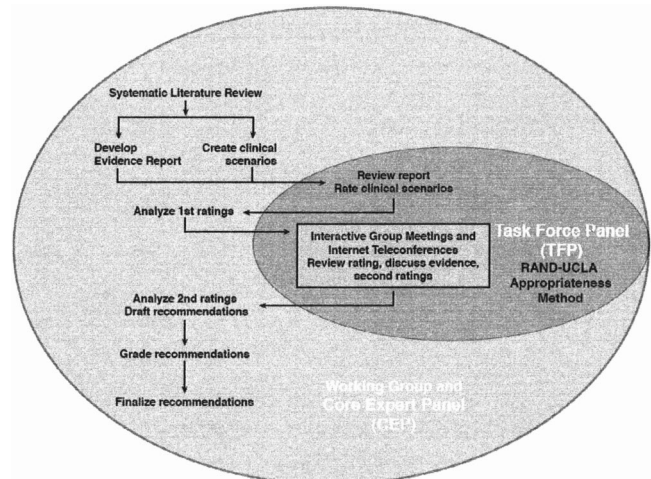 Systematic Literature Review
Develop
Evidence Report
Create clinical
scenarios
Review report
Rate clinical scenarios
Analyze 1st ratings
Interactive Group Meetings and
Internet Teleconferences
Review rating, discuss evidence,
second ratings
Task Force Panel
(TFP)
RAND-UCLA
Appropriateness
Method
Analyze 2nd ratings
Draft recommendations
Grade recommendations
Finalize recommendations
Working Group and
Core Expert Panel
(CEP)